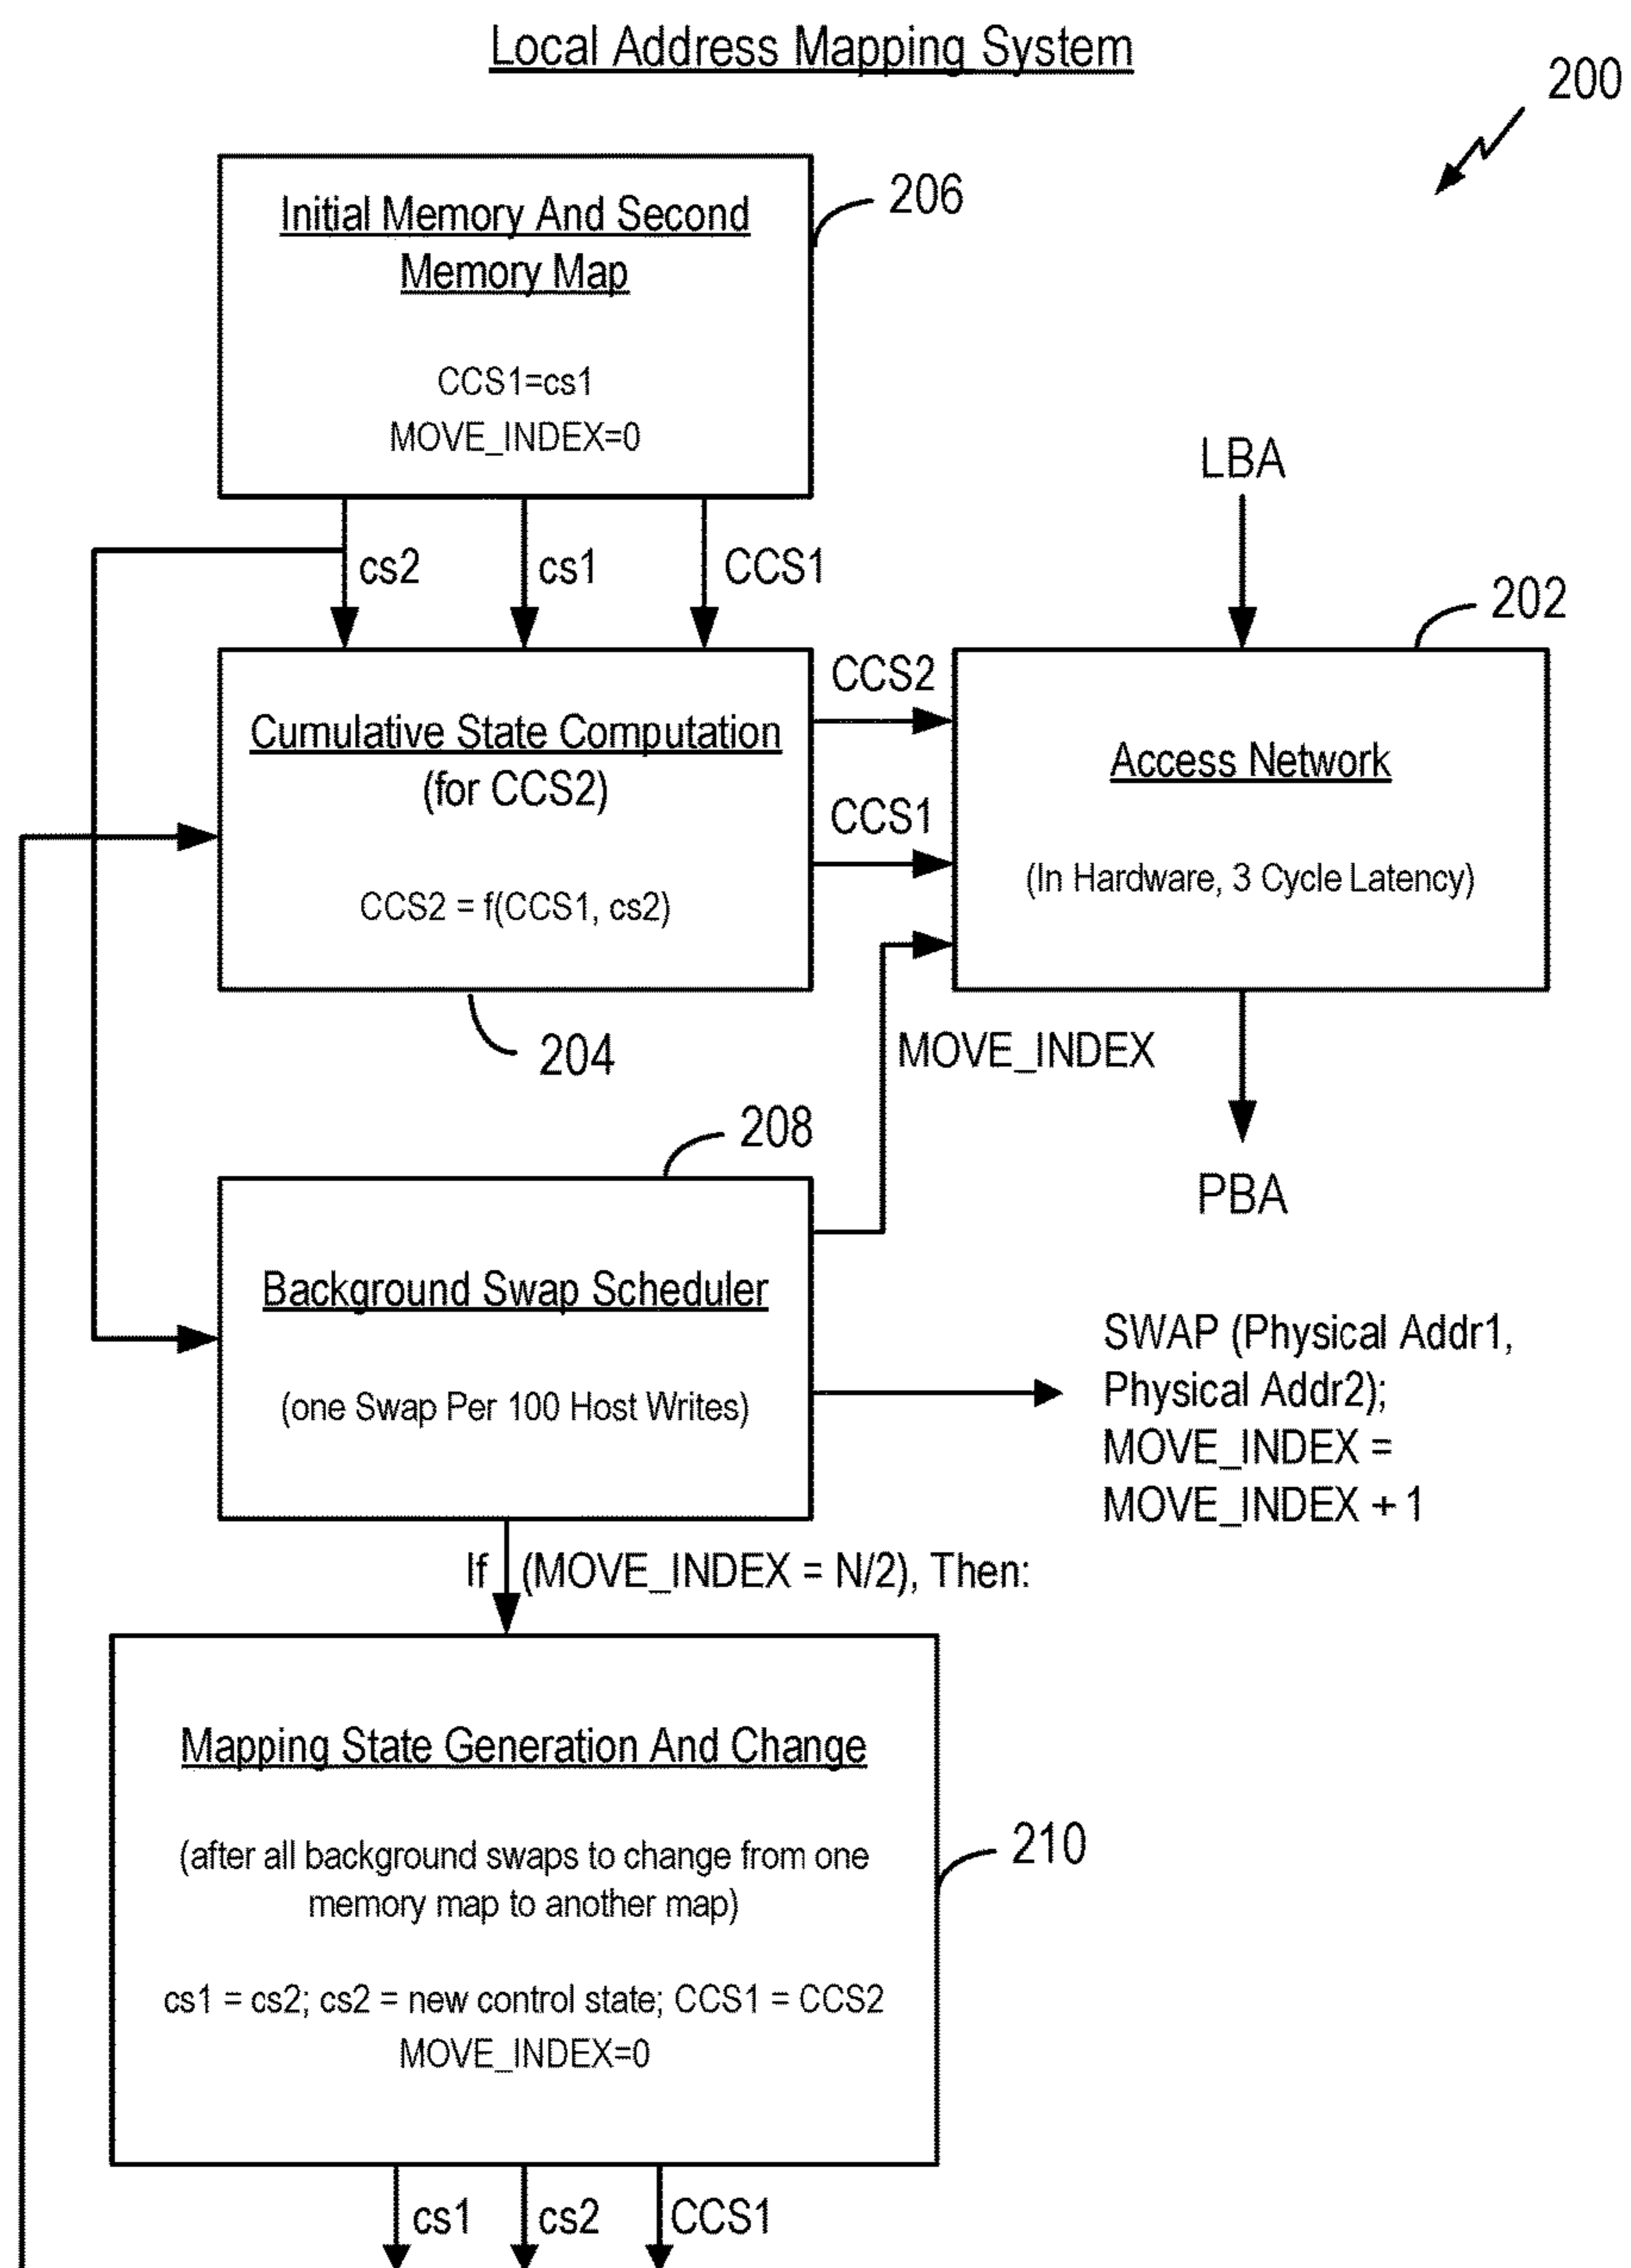 Local Address Mapping System
200
Initial Memory And Second
Memory Map
CCS1=cs1
MOVE_INDEX=0
206
LBA
cs2
cs1
CCS1
202
Cumulative State Computation
(for CCS2)
CCS2 = f(CCS1, cs2)
204
CCS2
CCS1
Access Network
(In Hardware, 3 Cycle Latency)
MOVE_INDEX
PBA
208
Background Swap Scheduler
(one Swap Per 100 Host Writes)
SWAP (Physical Addr1,
Physical Addr2);
MOVE_INDEX =
MOVE_INDEX + 1
If (MOVE_INDEX = N/2), Then:
Mapping State Generation And Change
(after all background swaps to change from one
memory map to another map)
cs1 = cs2; cs2 = new control state; CCS1 = CCS2
MOVE_INDEX=0
210
cs1
cs2
CCS1